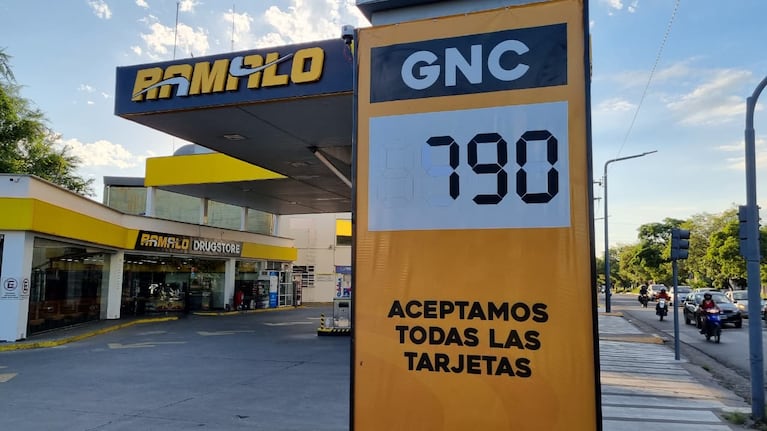 RAMALO
GNC
790
RAMALO DRUGSTORE
ACEPTAMOS
TODAS LAS
TARJETAS
E